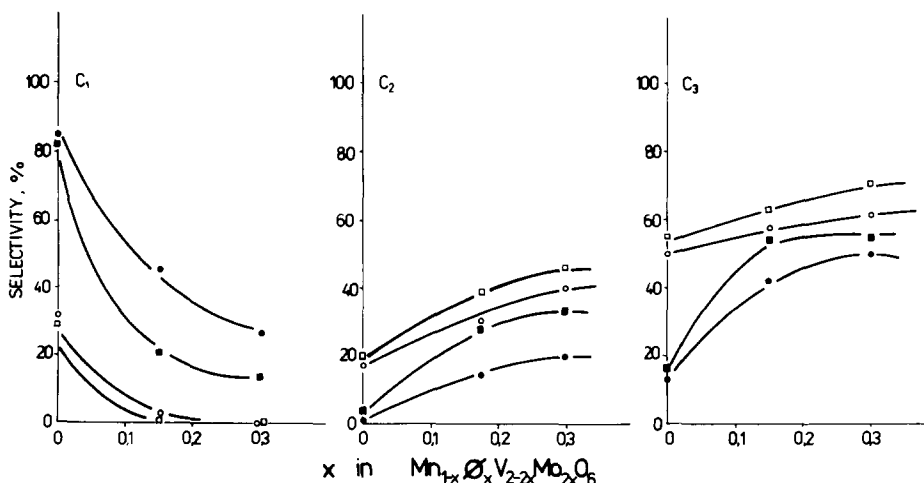 C₁ C₂ C₃
100 100 100
80 80 80
60 60 60
40 40 40
20 20 20
0 0 0
SELECTIVITY, %
0 0,1 0,2 0,3 0 0,1 0,2 0,3 0 0,1 0,2 0,3
x in Mn₁₋ₓØₓV₂₋₂ₓMo₂ₓO₆